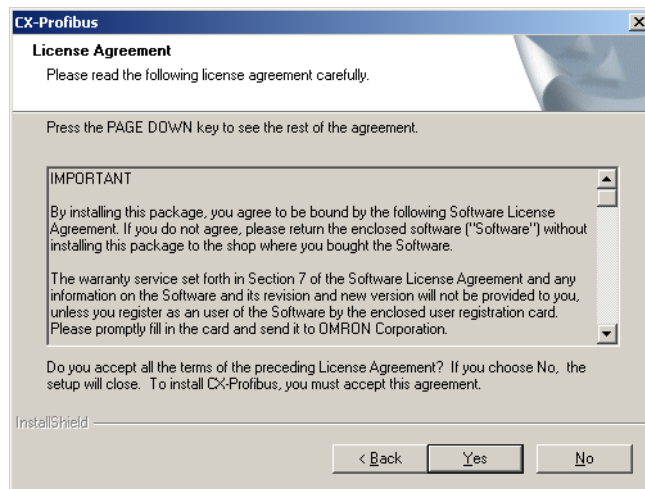 CX-Profibus
License Agreement
Please read the following license agreement carefully.
Press the PAGE DOWN key to see the rest of the agreement.
IMPORTANT
By installing this package, you agree to be bound by the following Software License
Agreement. If you do not agree, please return the enclosed software ("Software") without
installing this package to the shop where you bought the Software.
The warranty service set forth in Section 7 of the Software License Agreement and any
information on the Software and its revision and new version will not be provided to you,
unless you register as an user of the Software by the enclosed user registration card.
Please promptly fill in the card and send it to OMRON Corporation.
Do you accept all the terms of the preceding License Agreement? If you choose No, the
setup will close. To install CX-Profibus, you must accept this agreement.
InstallShield
< Back Yes No